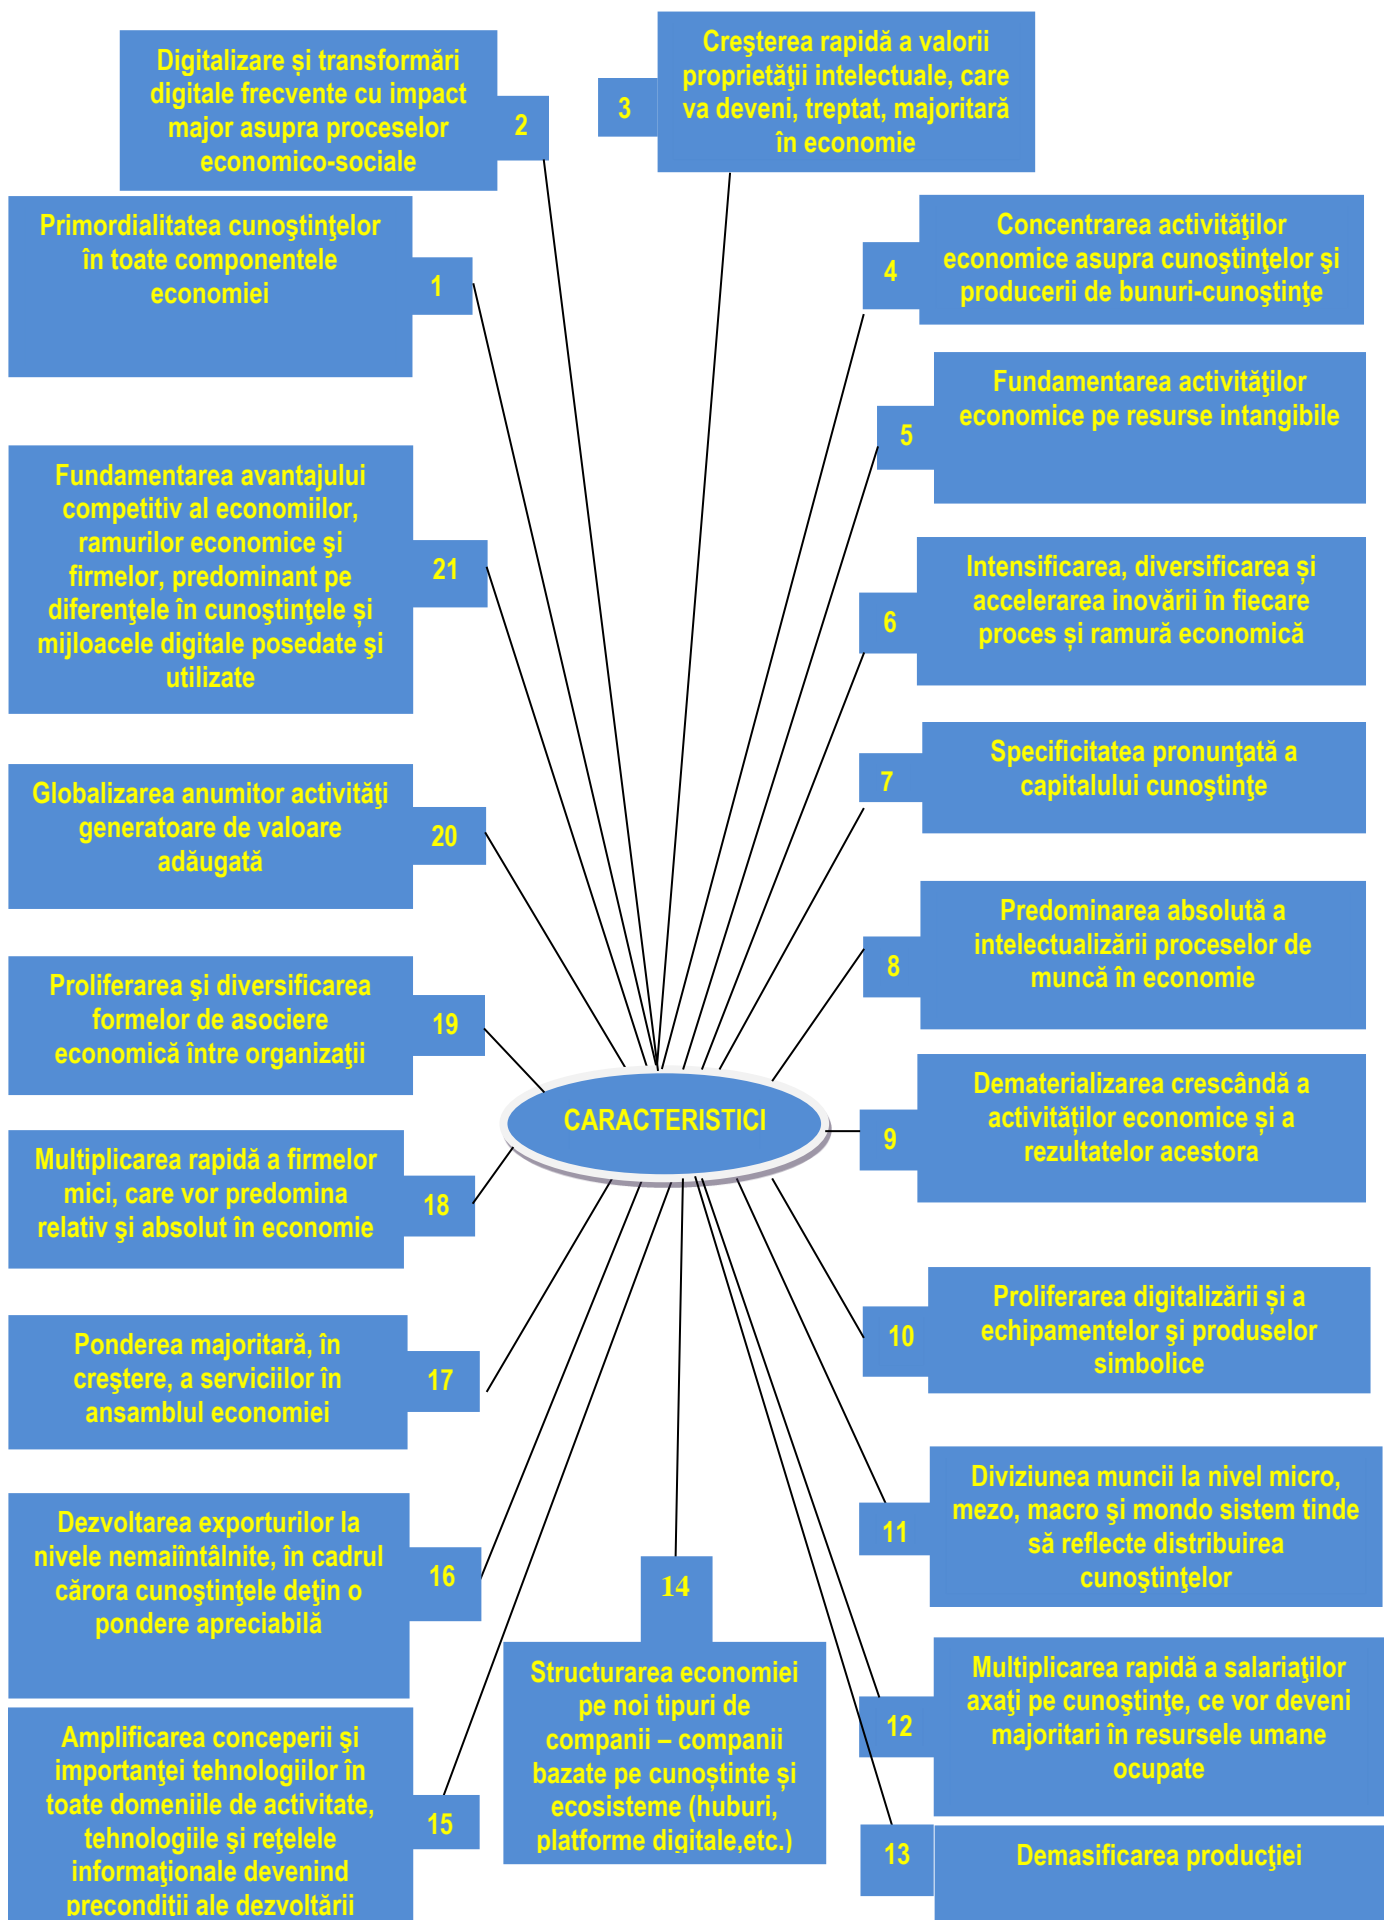 Digitalizare și transformări
digitale frecvente cu impact
major asupra proceselor
economico-sociale
2
3
Creşterea rapidă a valorii
proprietăţii intelectuale, care
va deveni, treptat, majoritară
în economie
Primordialitatea cunoştinţelor
în toate componentele
economiei
1
4
Concentrarea activităţilor
economice asupra cunoştinţelor şi
producerii de bunuri-cunoştinţe
5
Fundamentarea activităţilor
economice pe resurse intangibile
Fundamentarea avantajului
competitiv al economiilor,
ramurilor economice şi
firmelor, predominant pe
diferenţele în cunoştinţele și
mijloacele digitale posedate şi
utilizate
21
6
Intensificarea, diversificarea și
accelerarea inovării în fiecare
proces și ramură economică
7
Specificitatea pronunţată a
capitalului cunoştinţe
Globalizarea anumitor activităţi
generatoare de valoare
adăugată
20
8
Predominarea absolută a
intelectualizării proceselor de
muncă în economie
Proliferarea şi diversificarea
formelor de asociere
economică între organizaţii
19
CARACTERISTICI
9
Dematerializarea crescândă a
activităților economice și a
rezultatelor acestora
Multiplicarea rapidă a firmelor
mici, care vor predomina
relativ şi absolut în economie
18
10
Proliferarea digitalizării și a
echipamentelor şi produselor
simbolice
Ponderea majoritară, în
creştere, a serviciilor în
ansamblul economiei
17
11
Diviziunea muncii la nivel micro,
mezo, macro şi mondo sistem tinde
să reflecte distribuirea
cunoştinţelor
Dezvoltarea exporturilor la
nivele nemaiîntâlnite, în cadrul
cărora cunoştinţele deţin o
pondere apreciabilă
16
14
Structurarea economiei
pe noi tipuri de
companii – companii
bazate pe cunoștinte și
ecosisteme (huburi,
platforme digitale,etc.)
12
Multiplicarea rapidă a salariaţilor
axaţi pe cunoştinţe, ce vor deveni
majoritari în resursele umane
ocupate
Amplificarea conceperii şi
importanţei tehnologiilor în
toate domeniile de activitate,
tehnologiile şi reţelele
informaţionale devenind
precondiţii ale dezvoltării
15
13
Demasificarea producţiei